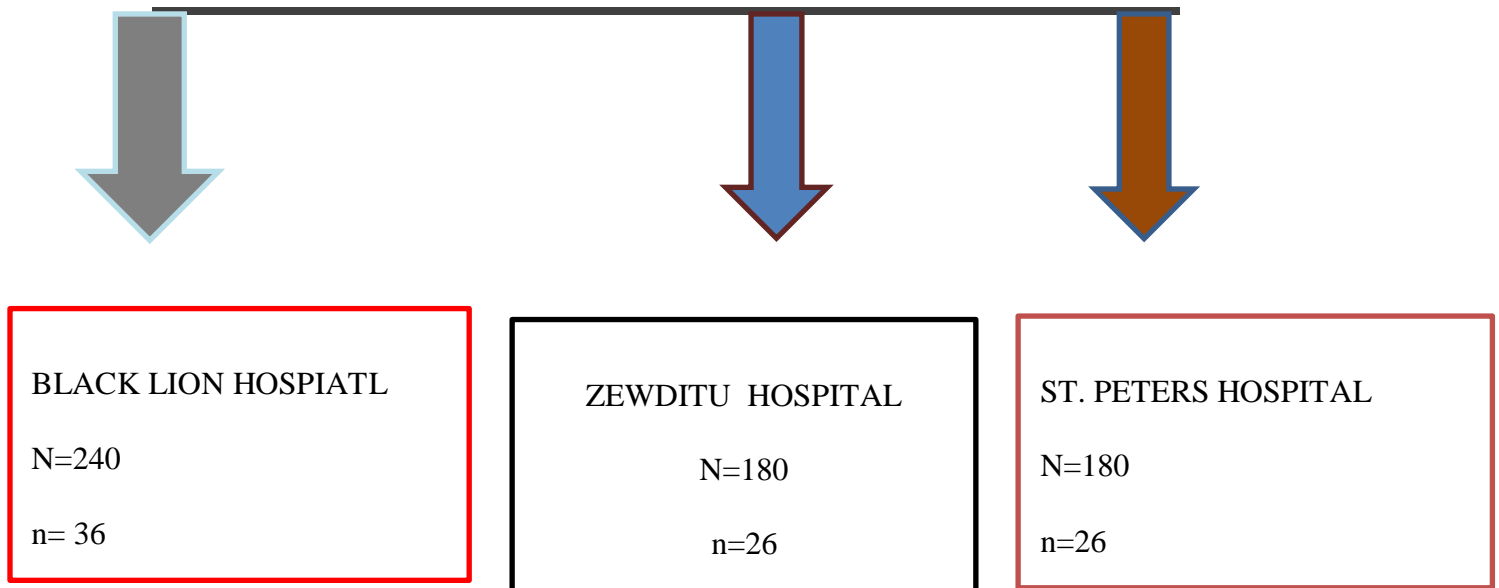 BLACK LION HOSPIATL
N=240
n= 36
ZEWDITU HOSPITAL
N=180
n=26
ST. PETERS HOSPITAL
N=180
n=26